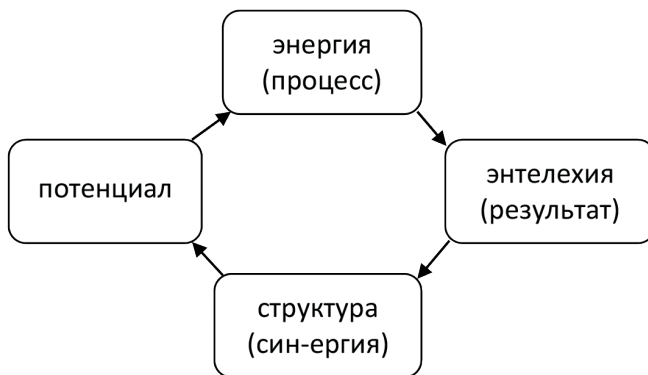 энергия
(процесс)
потенциал
энтелехия
(результат)
структура
(син-ергия)